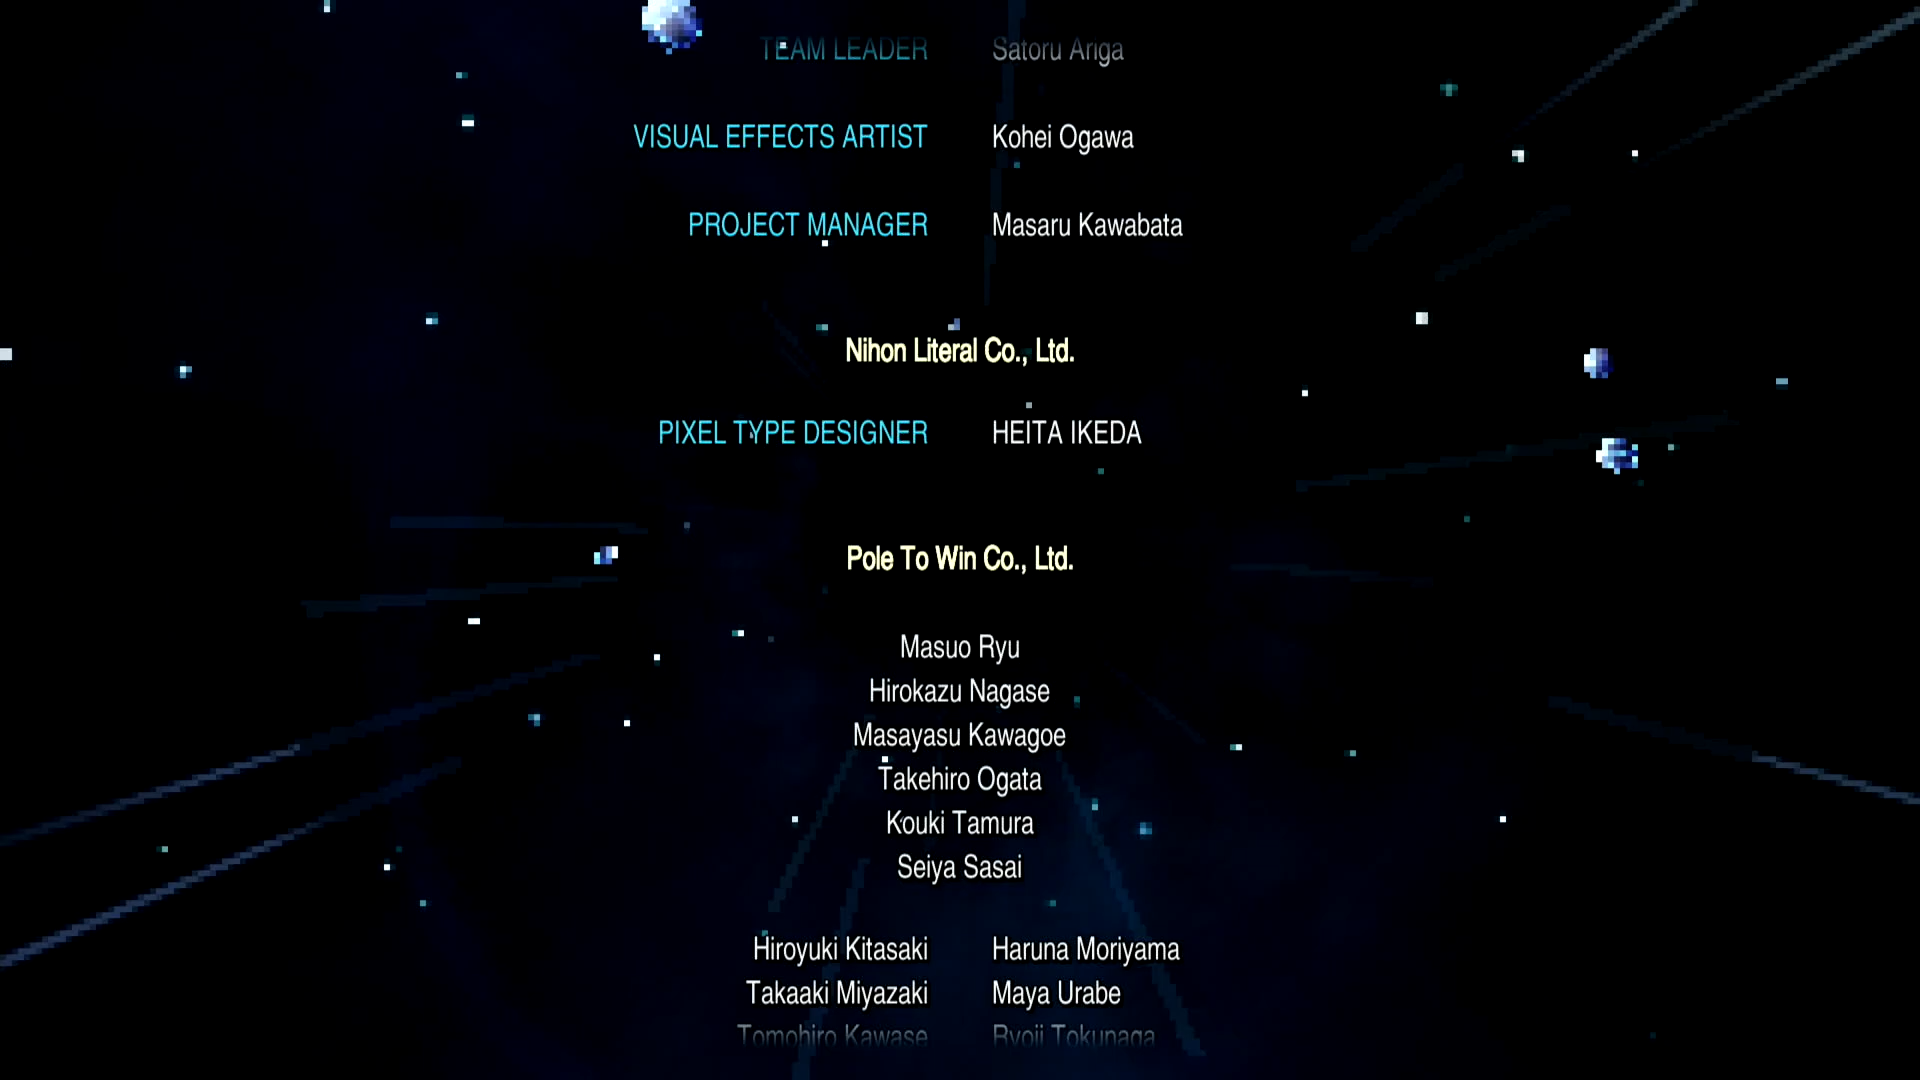 TEAM LEADER Satoru Ariga
VISUAL EFFECTS ARTIST Kohei Ogawa
PROJECT MANAGER Masaru Kawabata
Nihon Literal Co., Ltd.
PIXEL TYPE DESIGNER HEITA IKEDA
Pole To Win Co., Ltd.
Masuo Ryu
Hirokazu Nagase
Masayasu Kawagoe
Takehiro Ogata
Kouki Tamura
Seiya Sasai
Hiroyuki Kitasaki Haruna Moriyama
Takaaki Miyazaki Maya Urabe
Tomohiro Kawase Ryoji Tokunaga